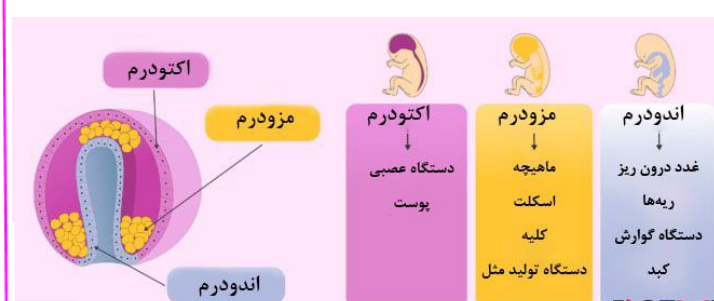 اکتودرم
مزودرم
اندودرم
اکتودرم
دستگاه عصبی
پوست
مزودرم
ماهیچه
اسکلت
کلیه
دستگاه تولید مثل
اندودرم
غدد درون ریز
ریه‌ها
دستگاه گوارش
کبد